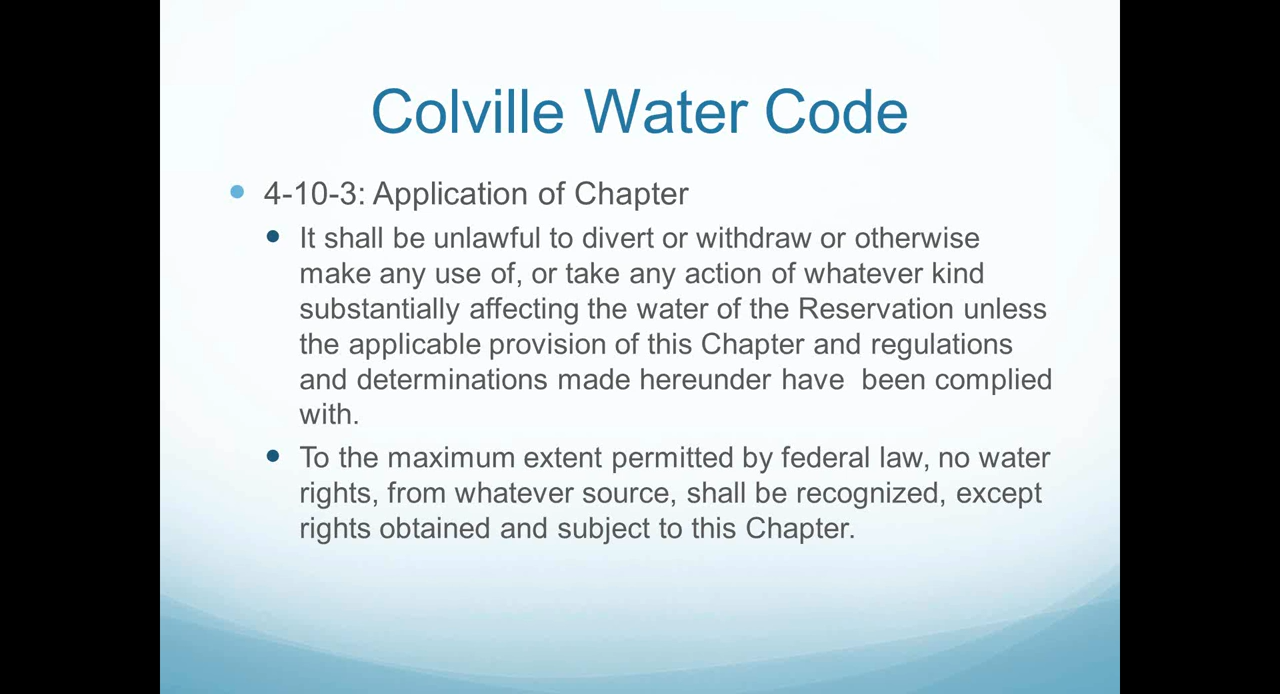 Colville Water Code
4-10-3: Application of Chapter
It shall be unlawful to divert or withdraw or otherwise
make any use of, or take any action of whatever kind
substantially affecting the water of the Reservation unless
the applicable provision of this Chapter and regulations
and determinations made hereunder have  been complied
with.
To the maximum extent permitted by federal law, no water
rights, from whatever source, shall be recognized, except
rights obtained and subject to this Chapter.